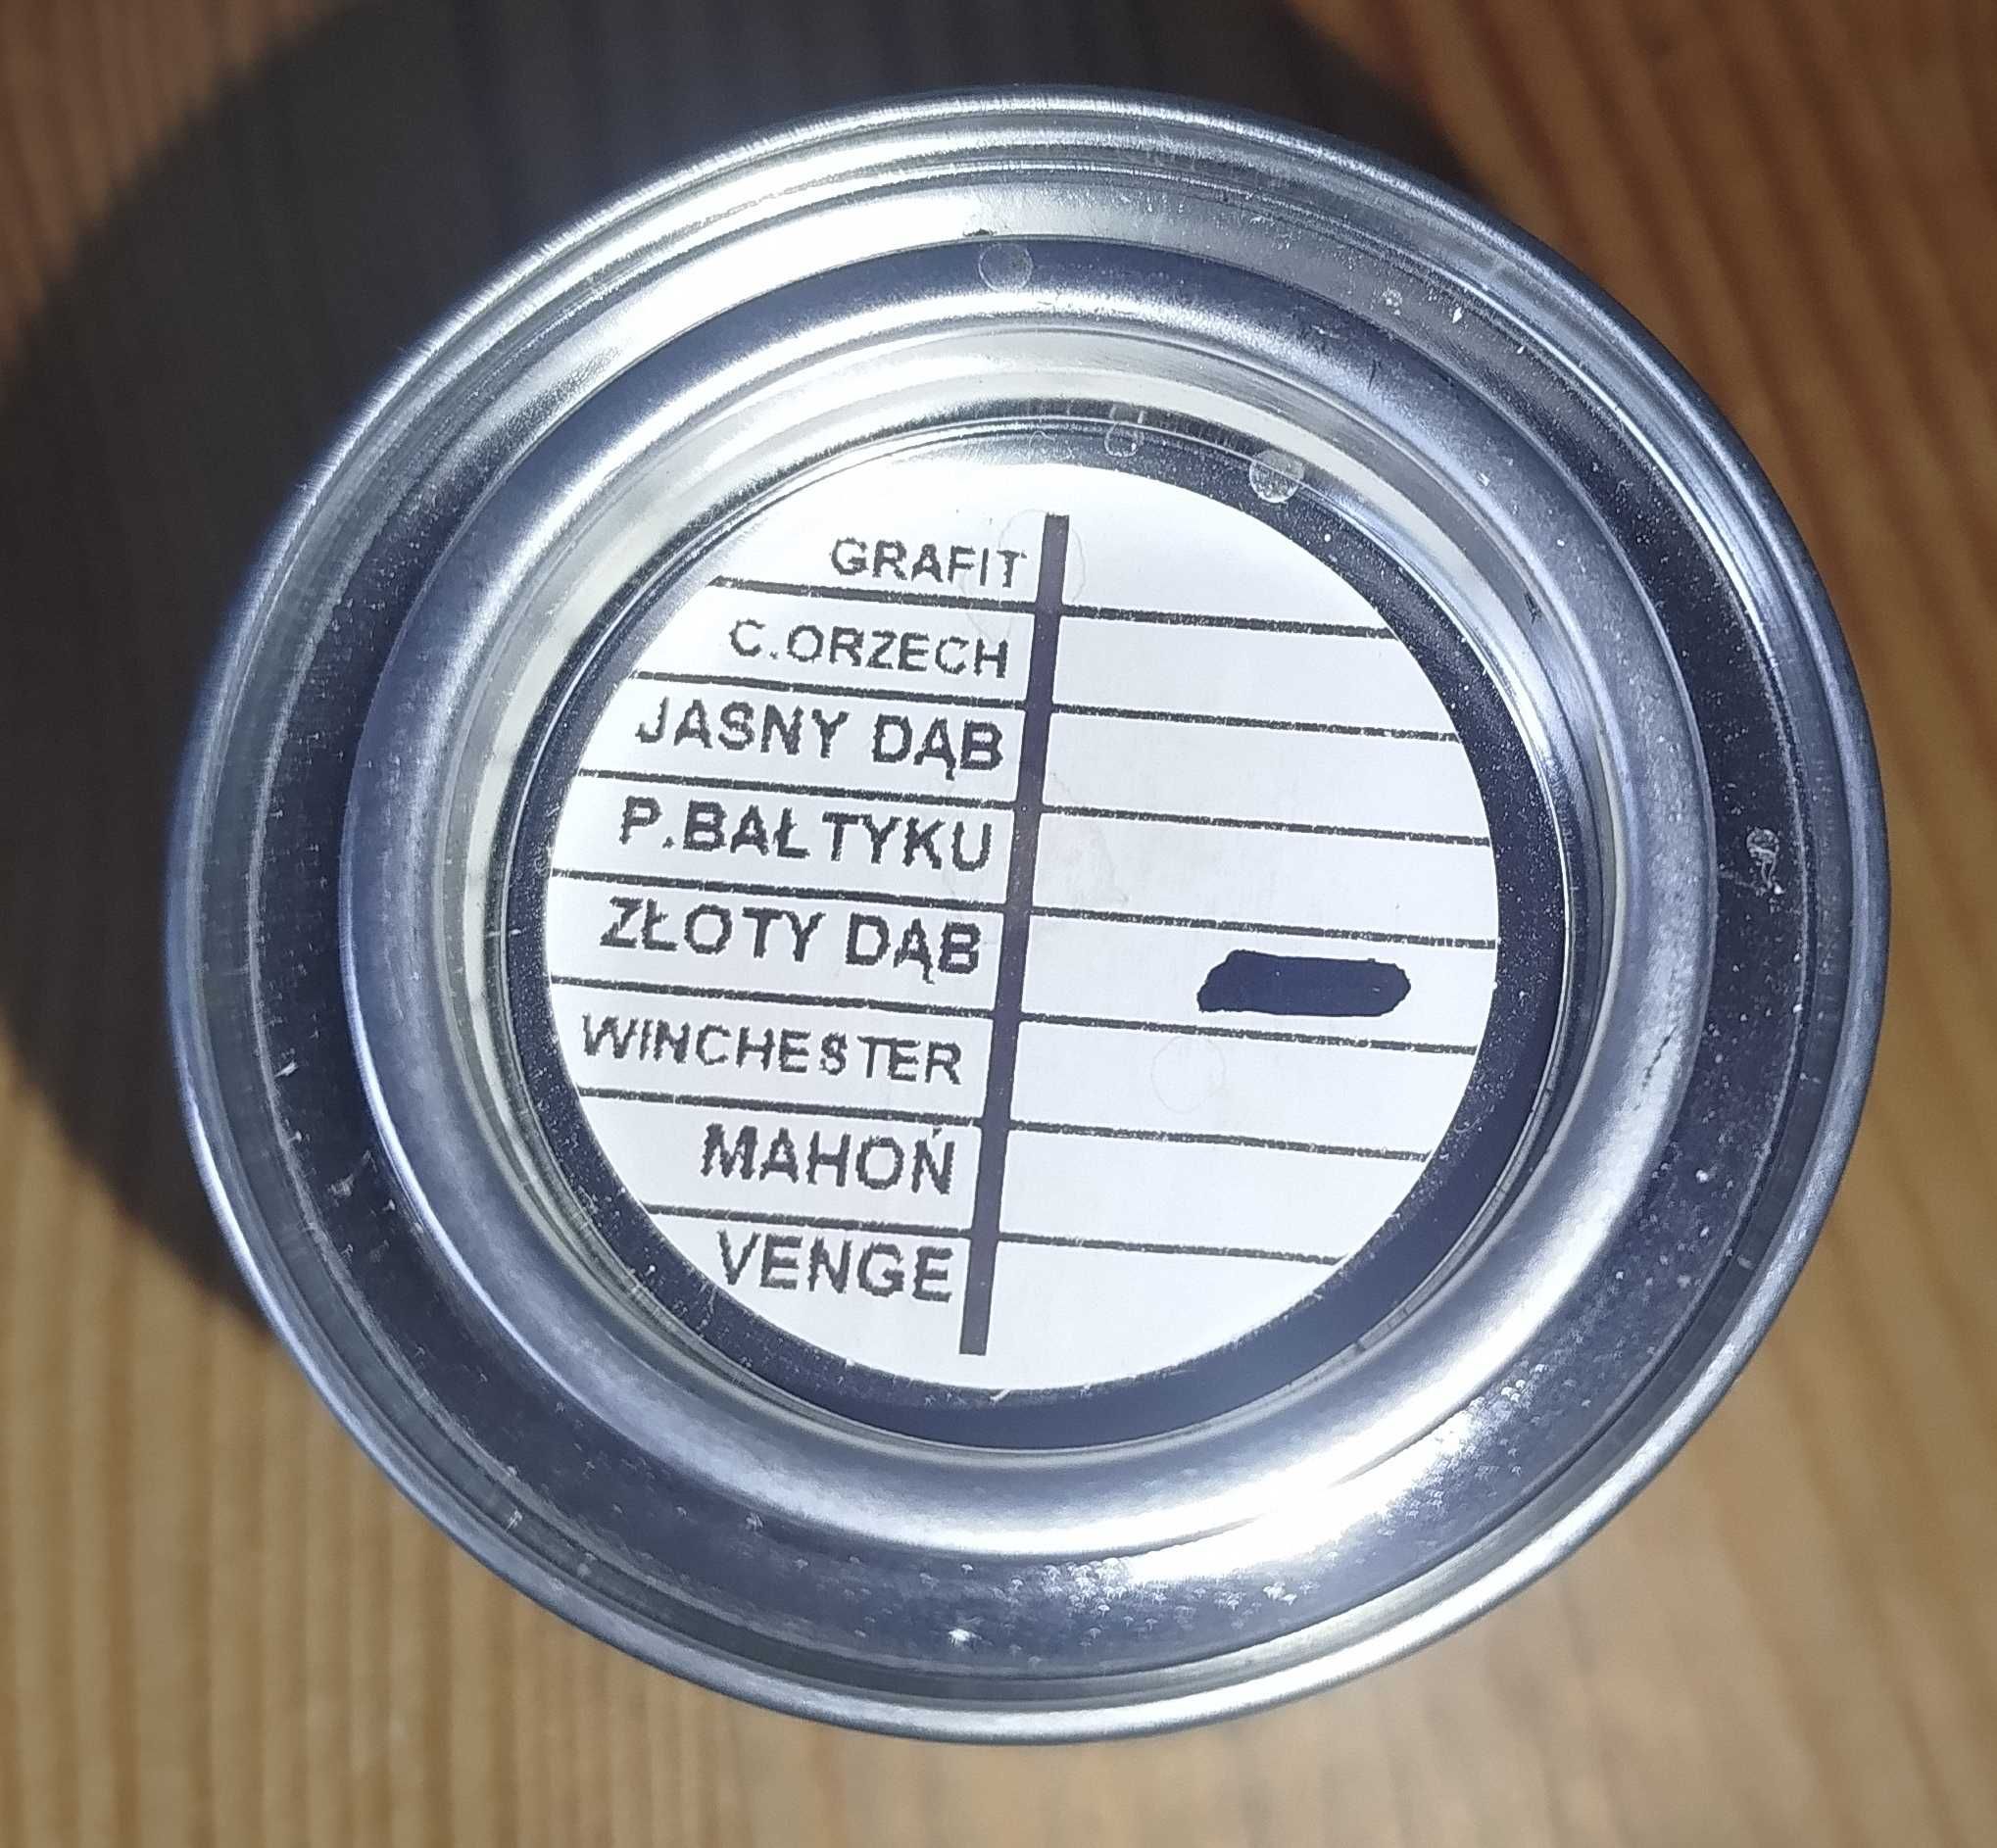 GRAFIT
C.ORZECH
JASNY DĄB
P.BAŁTYKU
ZŁOTY DĄB
WINCHESTER
MAHOŃ
VENGE